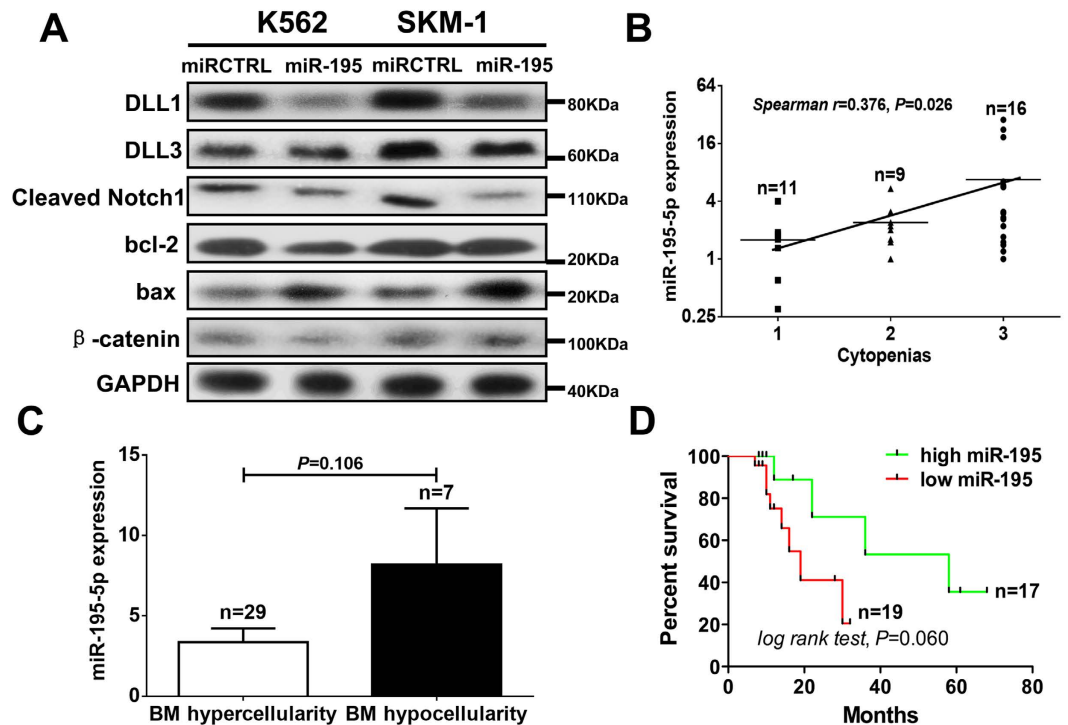 A
K562 SKM-1
miRCTRL miR-195 miRCTRL miR-195
DLL1 80KDa
DLL3 60KDa
Cleaved Notch1 110KDa
bcl-2 20KDa
bax 20KDa
β-catenin 100KDa
GAPDH 40KDa
B
miR-195-5p expression
64
16
4
1
0.25
Spearman r=0.376, P=0.026
n=11
n=9
n=16
1 2 3
Cytopenias
C
miR-195-5p expression
15
10
5
0
P=0.106
n=29
n=7
BM hypercellularity BM hypocellularity
D
Percent survival
100
80
60
40
20
0
high miR-195
low miR-195
n=17
n=19
log rank test, P=0.060
0 20 40 60 80
Months